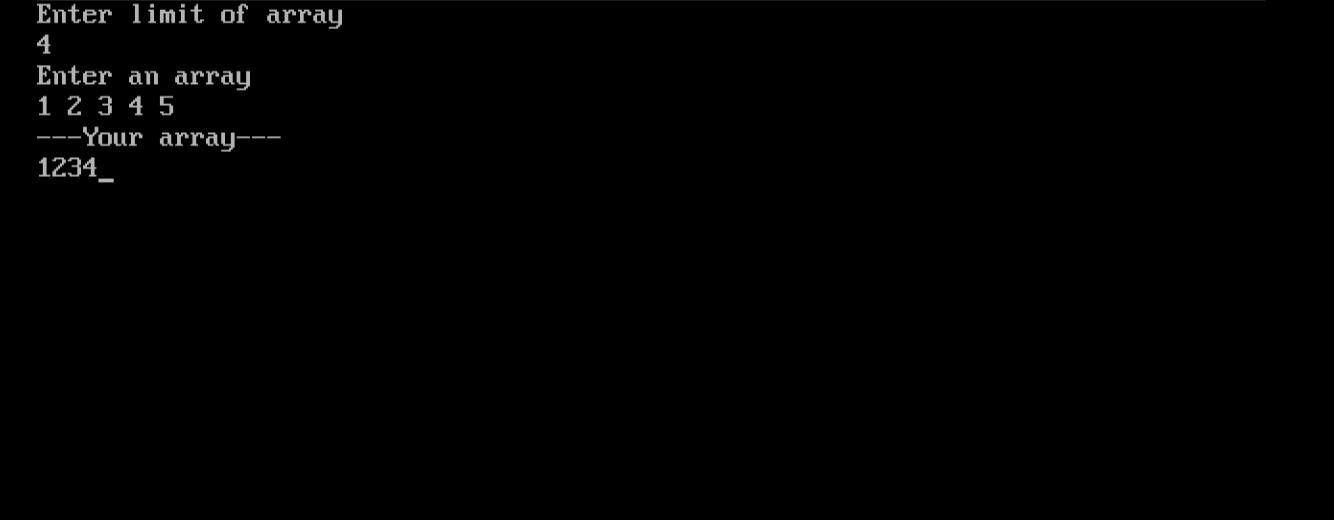 Enter limit of array
4
Enter an array
1 2 3 4 5
---Your array---
1234_